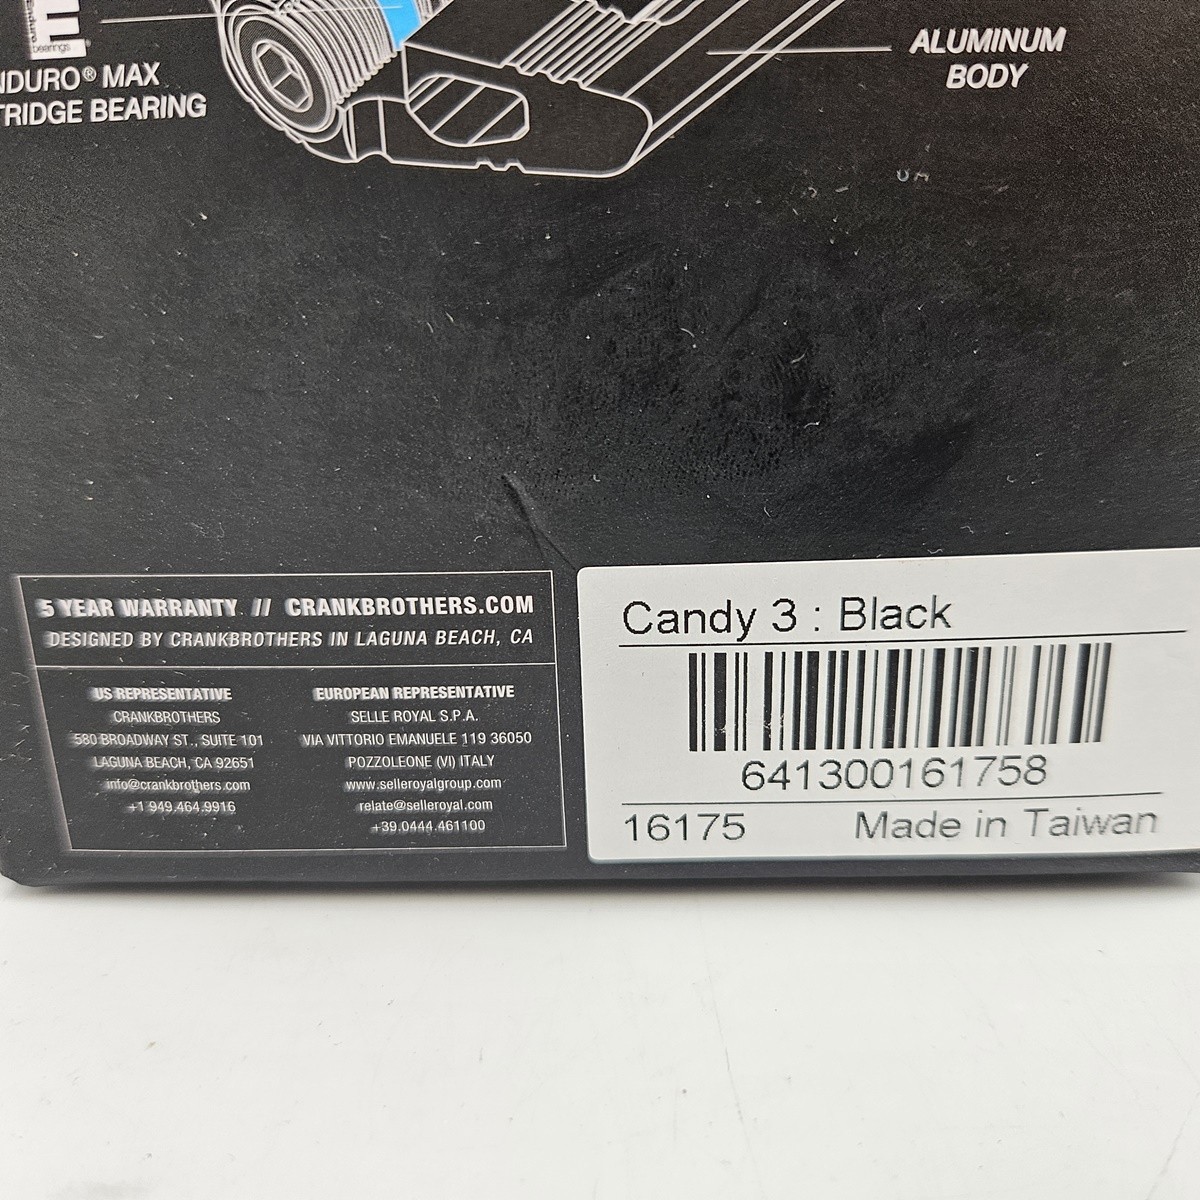 E
bearings
NDURO® MAX
TRIDGE BEARING
ALUMINUM
BODY
5 YEAR WARRANTY // CRANKBROTHERS.COM
DESIGNED BY CRANKBROTHERS IN LAGUNA BEACH, CA
US REPRESENTATIVE
CRANKBROTHERS
580 BROADWAY ST., SUITE 101
LAGUNA BEACH, CA 92651
info@crankbrothers.com
+1 949.464.9916
EUROPEAN REPRESENTATIVE
SELLE ROYAL S.P.A.
VIA VITTORIO EMANUELE 119 36050
POZZOLEONE (VI) ITALY
www.selleroyalgroup.com
relate@selleroyal.com
+39.0444.461100
Candy 3 : Black
641300161758
16175 Made in Taiwan